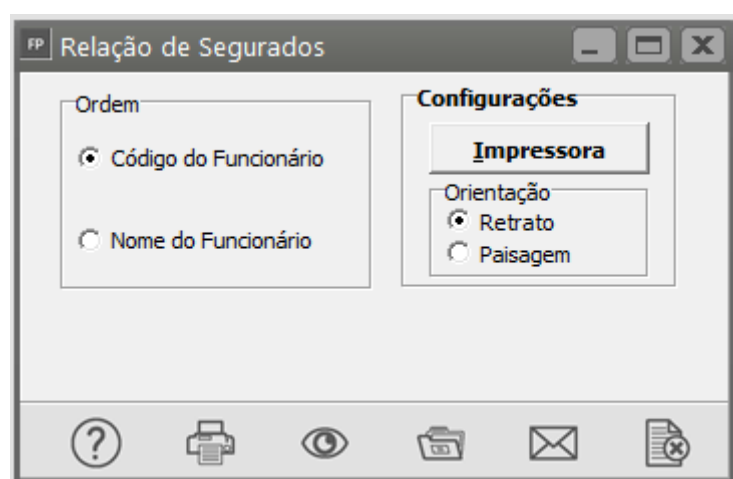 FP Relação de Segurados
Ordem
Código do Funcionário
Nome do Funcionário
Configurações
Impressora
Orientação
Retrato
Paisagem
?